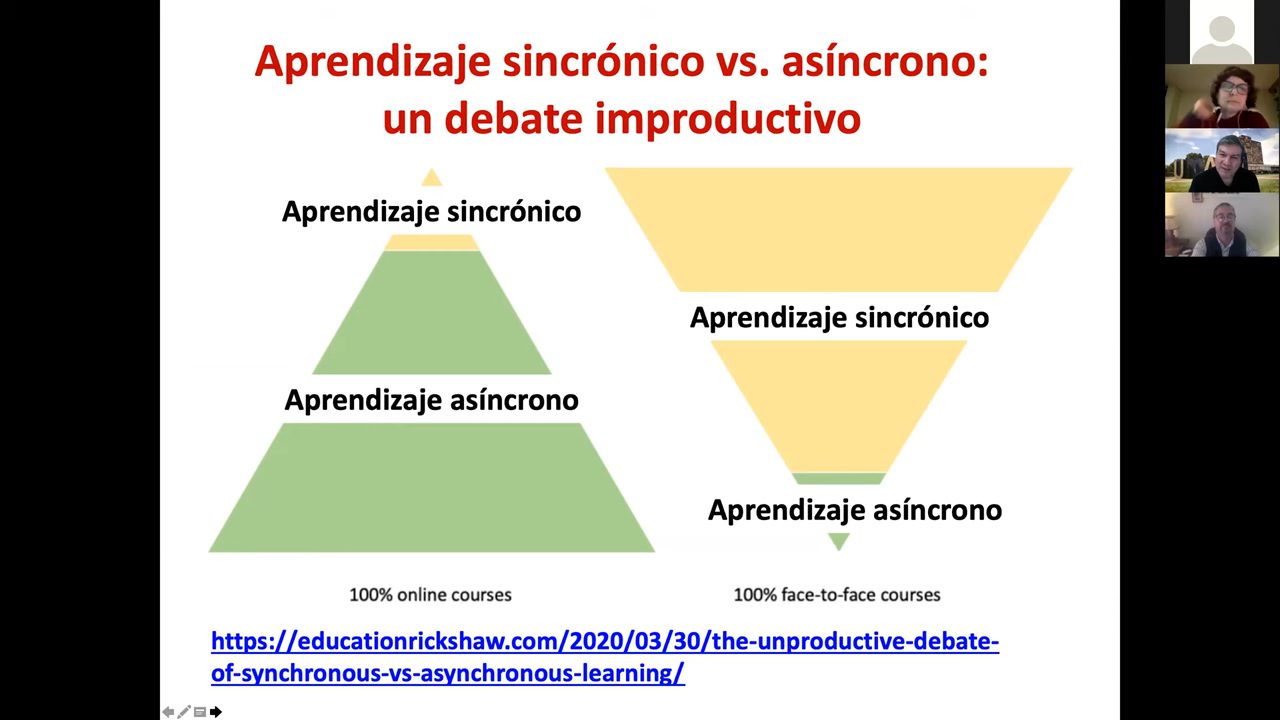 Aprendizaje sincrónico vs. asíncrono:
un debate improductivo
Aprendizaje sincrónico
Aprendizaje asíncrono
100% online courses
Aprendizaje sincrónico
Aprendizaje asíncrono
100% face-to-face courses
https://educationrickshaw.com/2020/03/30/the-unproductive-debate-
of-synchronous-vs-asynchronous-learning/